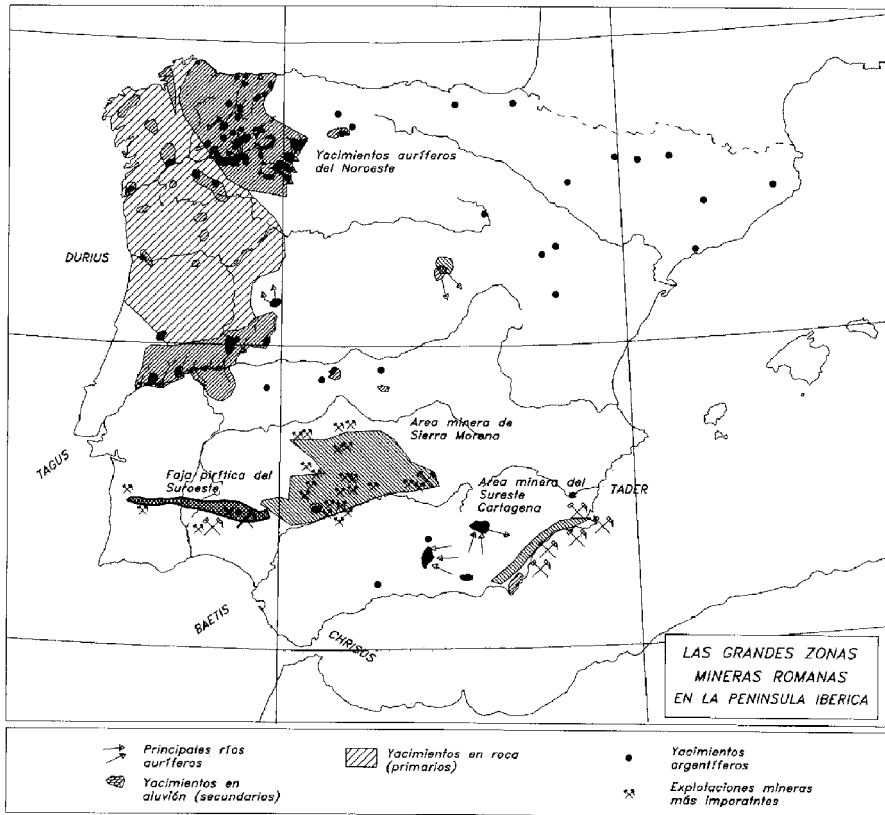 Yacimientos auríferos
del Noroeste
DURIUS
Area minera de
Sierra Morena
TAGUS
Faja pirítica del
Suroeste
Area minera del
Sureste
Cartagena
TADER
BAETIS
CHRISOS
LAS GRANDES ZONAS
MINERAS ROMANAS
EN LA PENINSULA IBERICA
Principales ríos
auríferos
Yacimientos en
aluvión (secundarios)
Yacimientos en roca
(primarios)
Yacimientos
argentíferos
Explotaciones mineras
más imporatntes